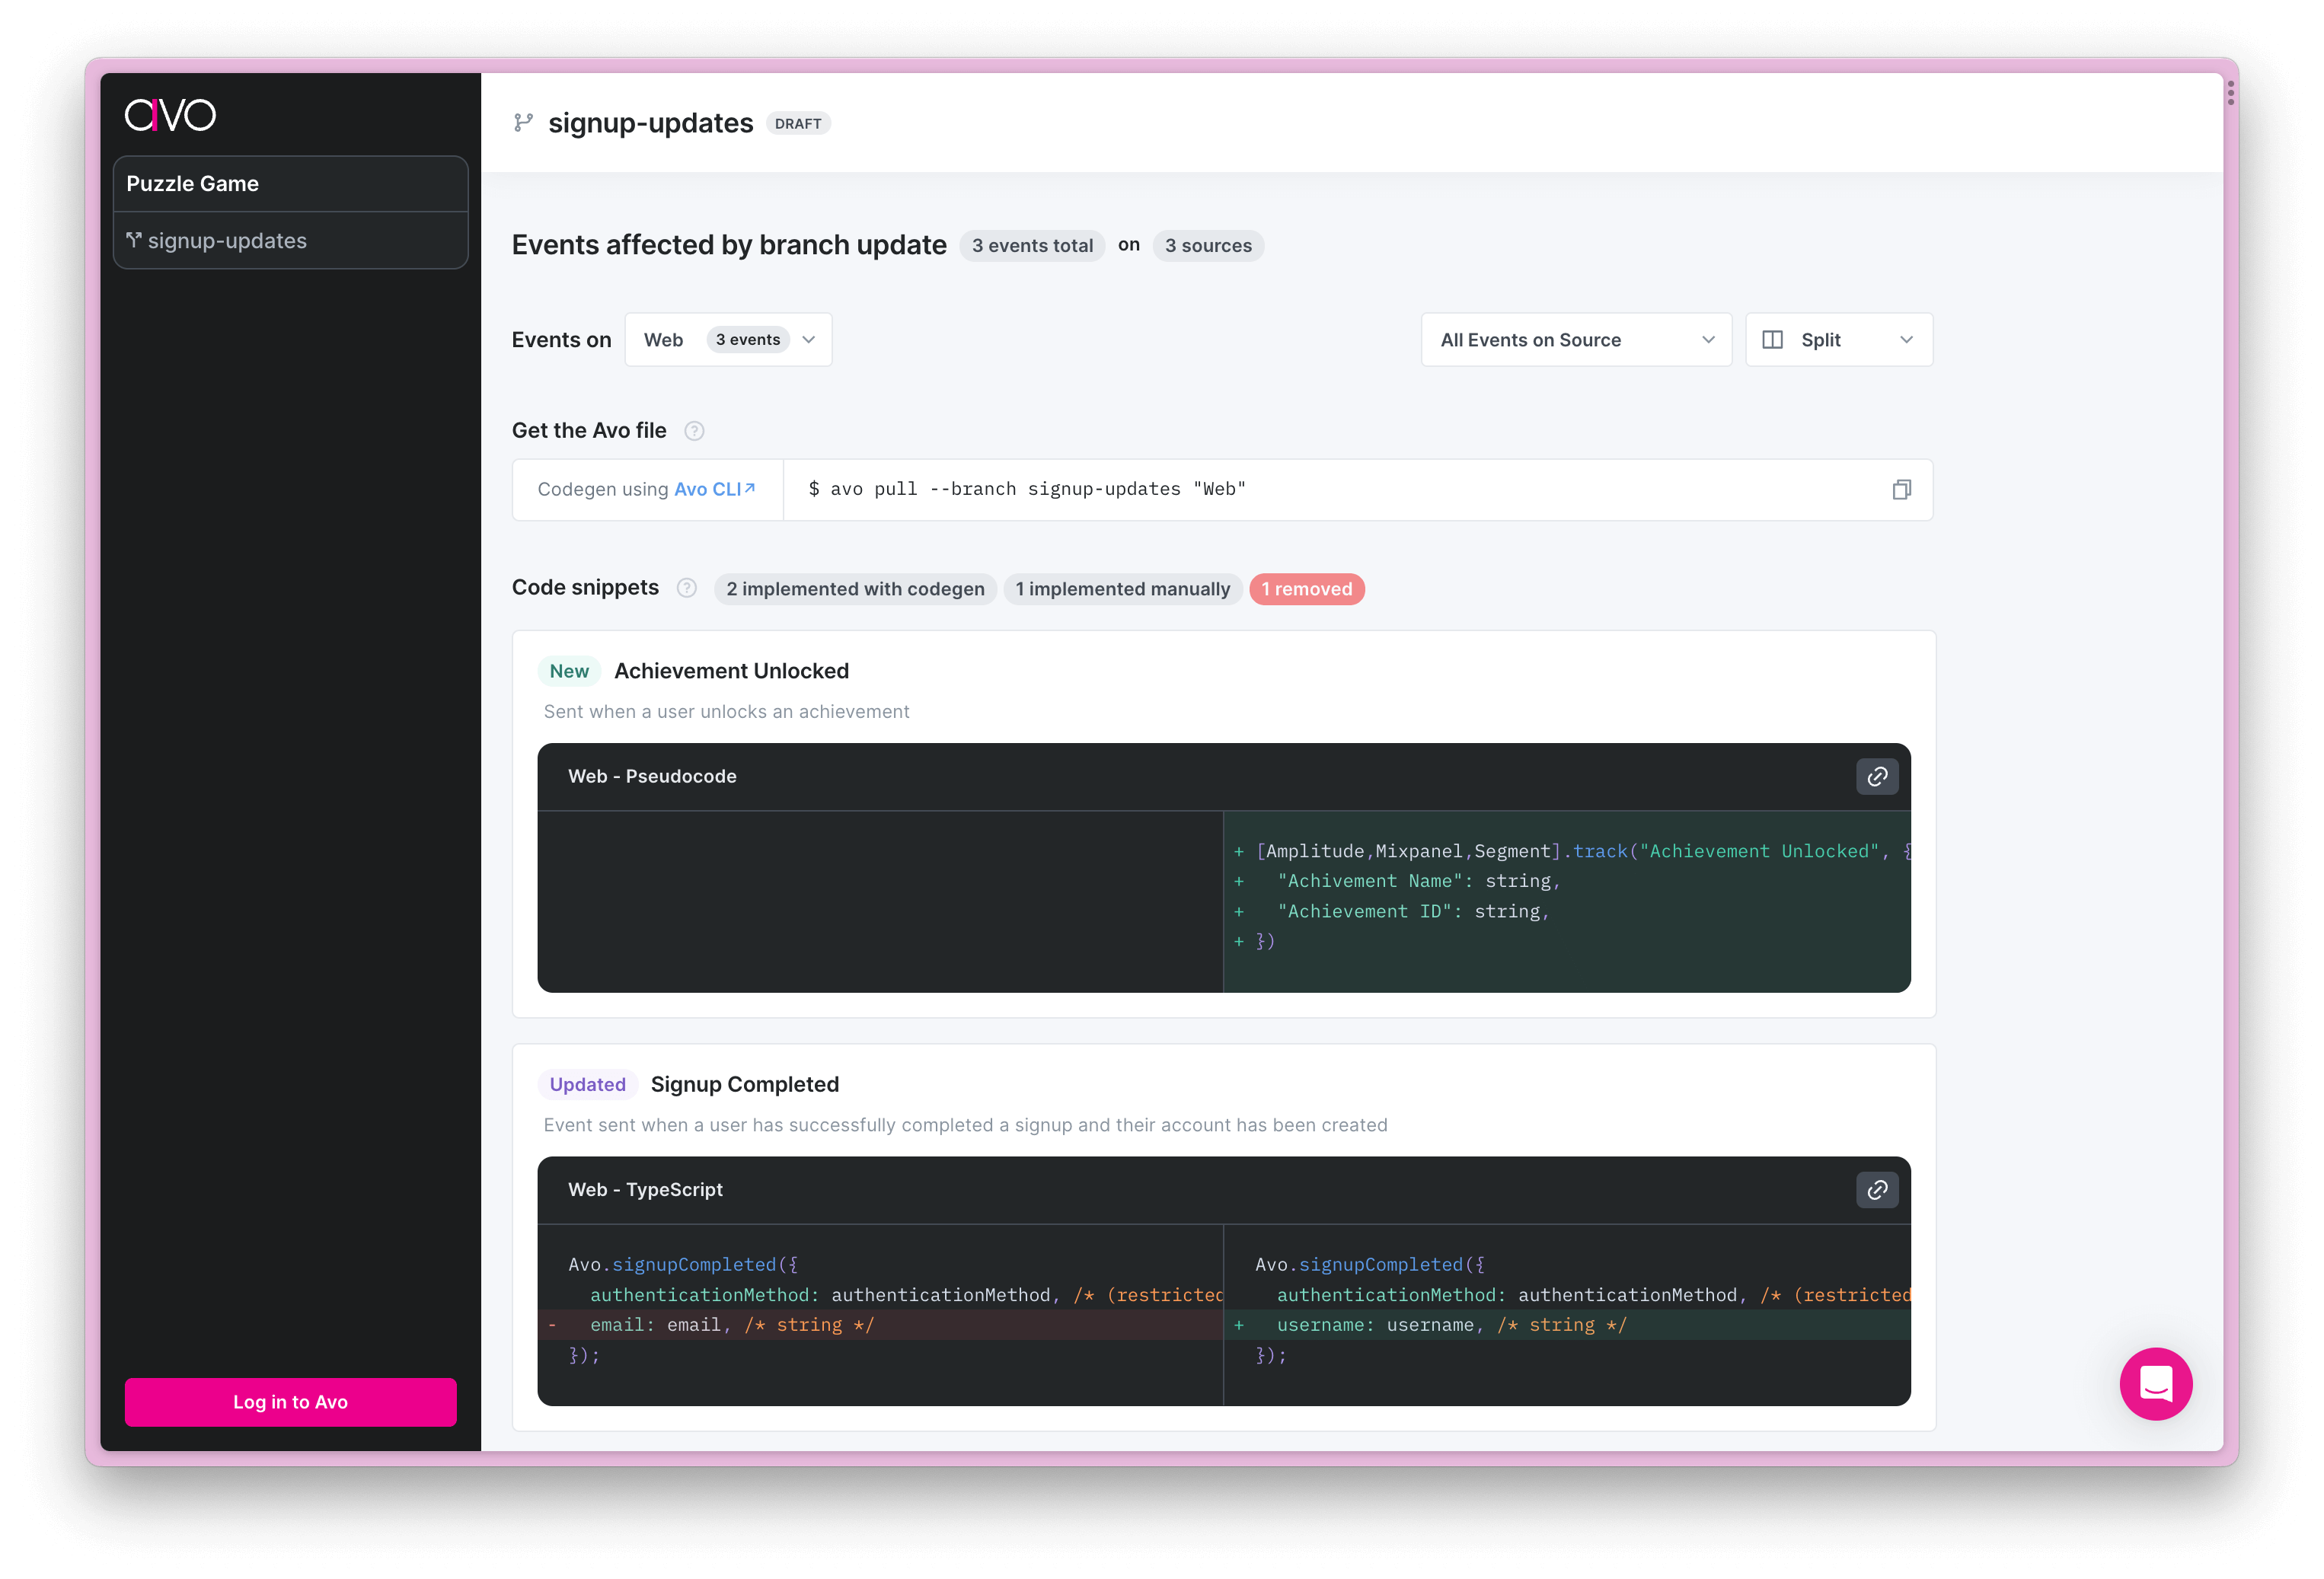 avo
Puzzle Game
signup-updates
Log in to Avo
signup-updates DRAFT
Events affected by branch update 3 events total on 3 sources
Events on Web 3 events All Events on Source Split
Get the Avo file ?
Codegen using Avo CLI↗ $ avo pull --branch signup-updates "Web"
Code snippets ? 2 implemented with codegen 1 implemented manually 1 removed
New Achievement Unlocked
Sent when a user unlocks an achievement
Web - Pseudocode
+ [Amplitude,Mixpanel,Segment].track("Achievement Unlocked", {
+ "Achivement Name": string,
+ "Achievement ID": string,
+ })
Updated Signup Completed
Event sent when a user has successfully completed a signup and their account has been created
Web - TypeScript
Avo.signupCompleted({
authenticationMethod: authenticationMethod, /* (restricted
- email: email, /* string */
});
Avo.signupCompleted({
authenticationMethod: authenticationMethod, /* (restricted
+ username: username, /* string */
});